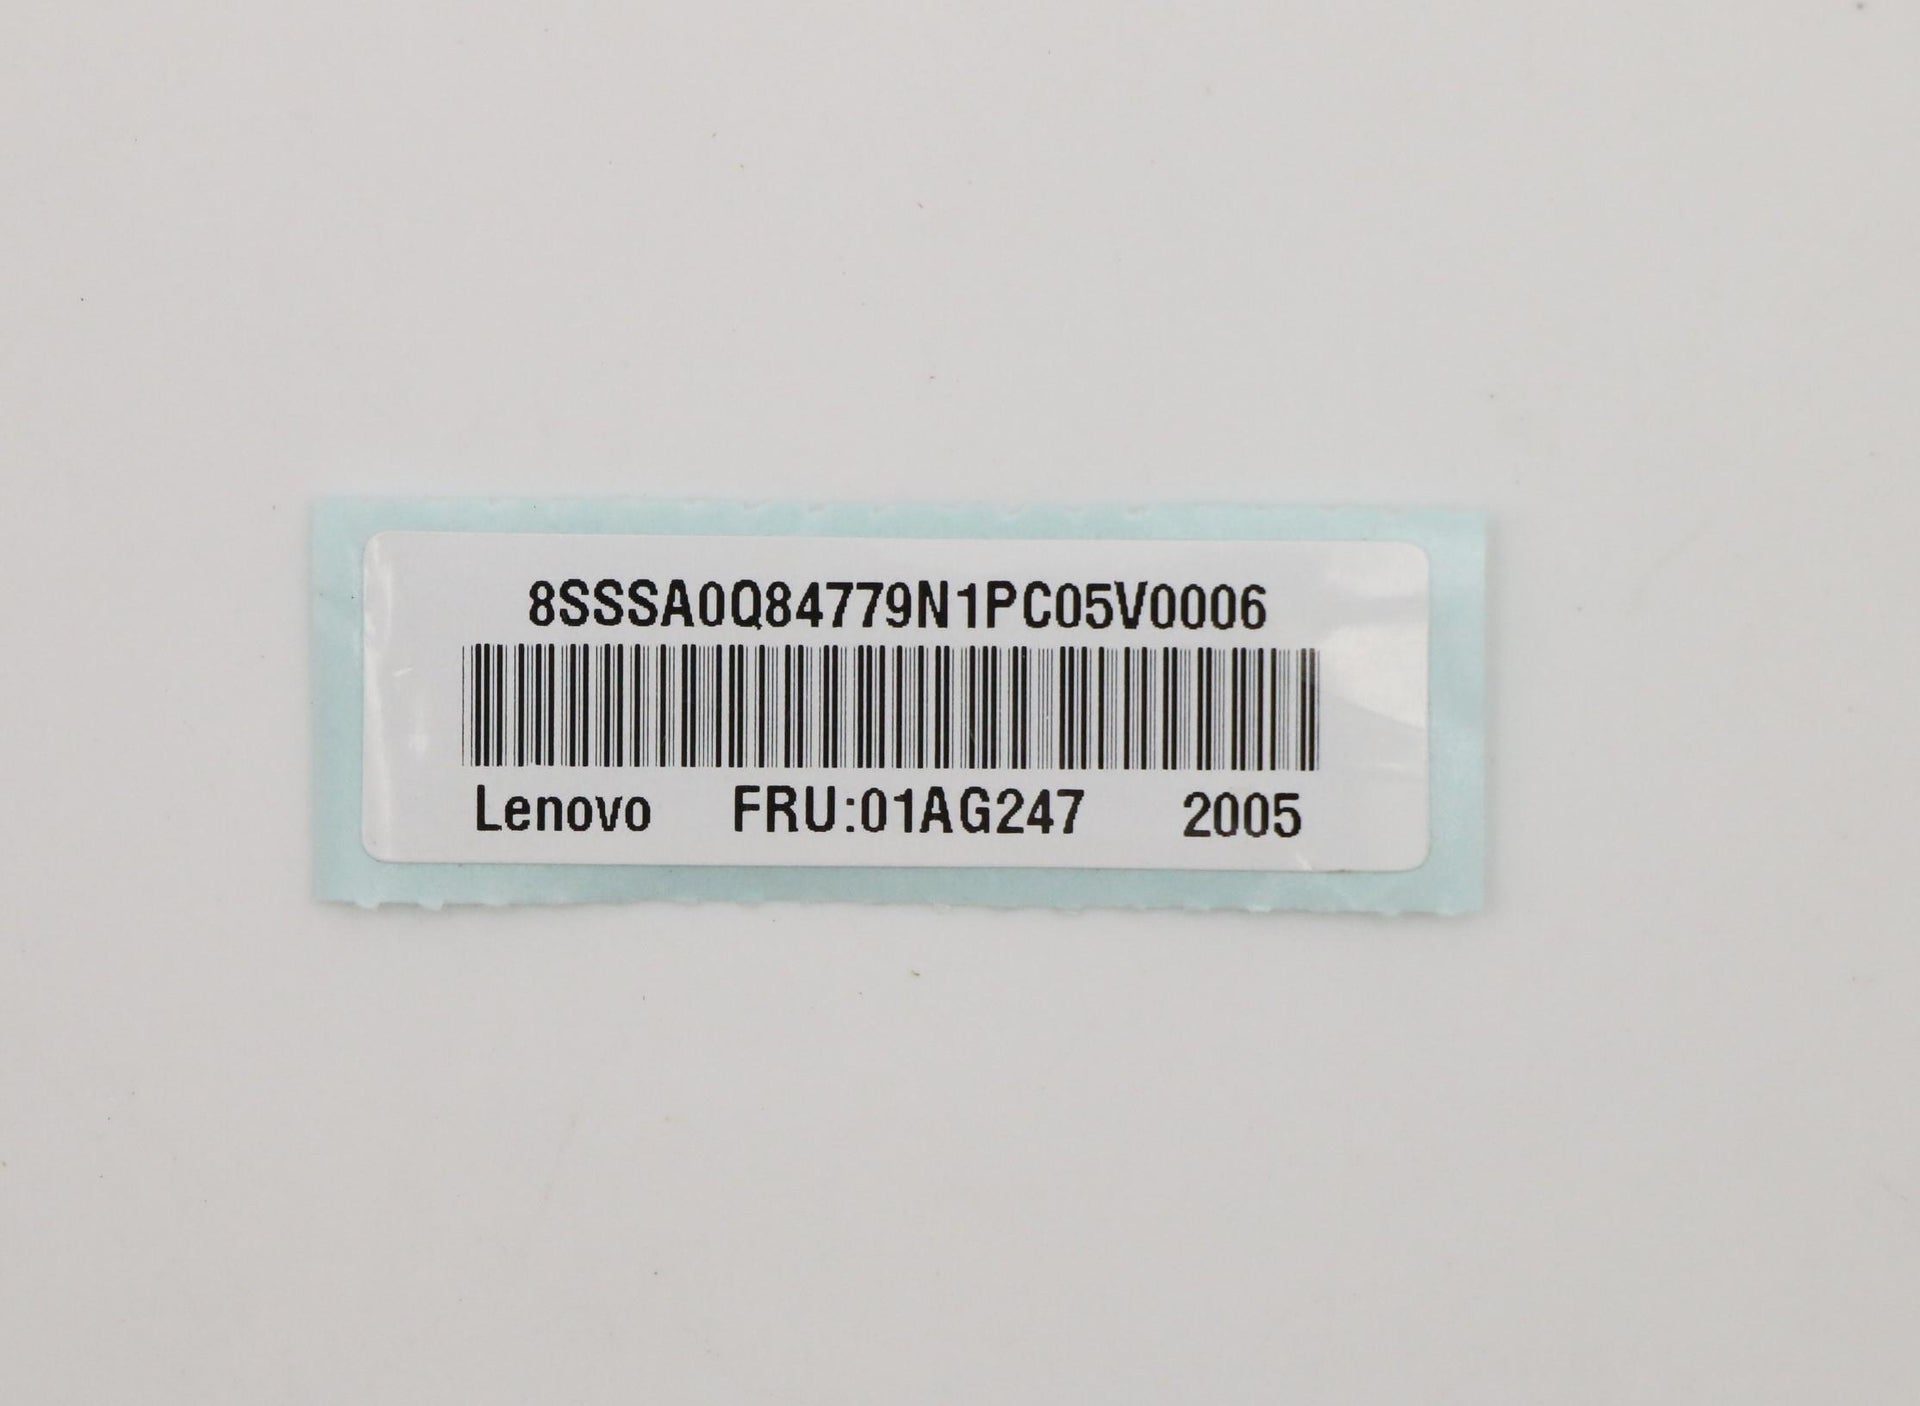 8SSSA0Q84779N1PC05V0006
Lenovo FRU:01AG247 2005